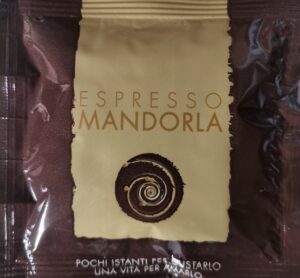 ESPRESSO
MANDORLA
POCHI ISTANTI PER GUSTARLO
UNA VITA PER AMARLO